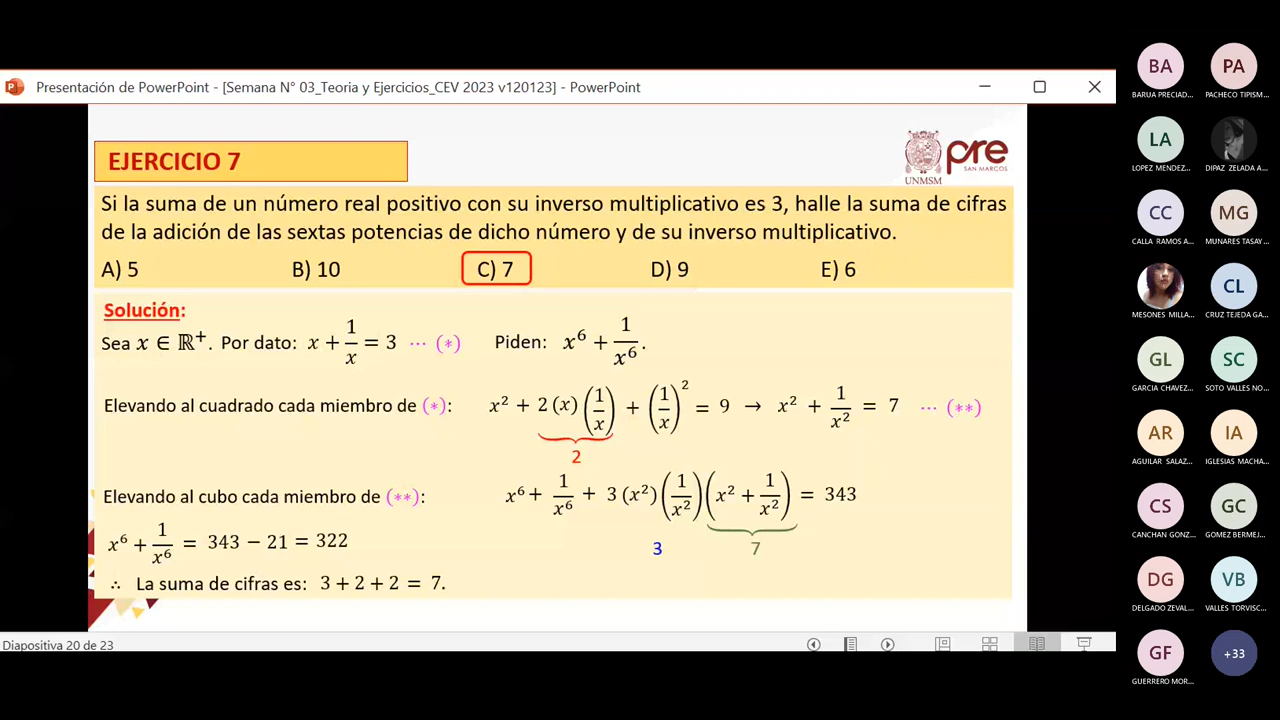 Presentación de PowerPoint - [Semana N° 03_Teoria y Ejercicios_CEV 2023 v120123] - PowerPoint
EJERCICIO 7
UNMSM
pre
SAN MARCOS
Si la suma de un número real positivo con su inverso multiplicativo es 3, halle la suma de cifras
de la adición de las sextas potencias de dicho número y de su inverso multiplicativo.
A) 5 B) 10 C) 7 D) 9 E) 6
Solución:
Sea x ∈ ℝ⁺. Por dato: x + 1/x = 3 ⋯ (∗) Piden: x⁶ + 1/x⁶.
Elevando al cuadrado cada miembro de (∗): x² + 2(x)(1/x) + (1/x)² = 9 → x² + 1/x² = 7 ⋯ (∗∗)
2
Elevando al cubo cada miembro de (∗∗): x⁶ + 1/x⁶ + 3(x²)(1/x²)(x² + 1/x²) = 343
3 7
x⁶ + 1/x⁶ = 343 − 21 = 322
∴ La suma de cifras es: 3 + 2 + 2 = 7.
Diapositiva 20 de 23
BA PA
BARUA PRECIAD... PACHECO TIPISM...
LA
LOPEZ MENDEZ... DIPAZ ZELADA A...
CC MG
CALLA RAMOS A... MUNARES TASAY...
CL
MESONES MILLA... CRUZ TEJEDA GA...
GL SC
GARCIA CHAVEZ... SOTO VALLES NO...
AR IA
AGUILAR SALAZ... IGLESIAS MACHA...
CS GC
CANCHAN GONZ... GOMEZ BERMEJ...
DG VB
DELGADO ZEVAL... VALLES TORVISC...
GF +33
GUERRERO MOR...